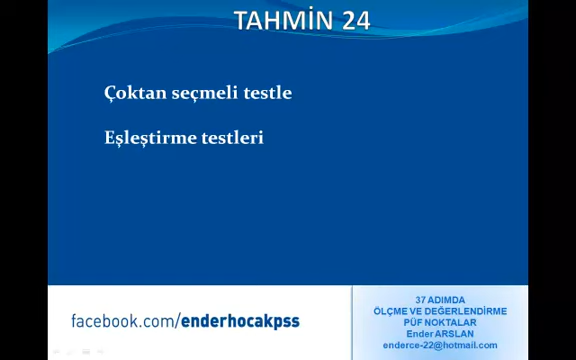 TAHMİN 24
Çoktan seçmeli testle
Eşleştirme testleri
facebook.com/enderhocakpss
37 ADIMDA
ÖLÇME VE DEĞERLENDİRME
PÜF NOKTALAR
Ender ARSLAN
enderce-22@hotmail.com